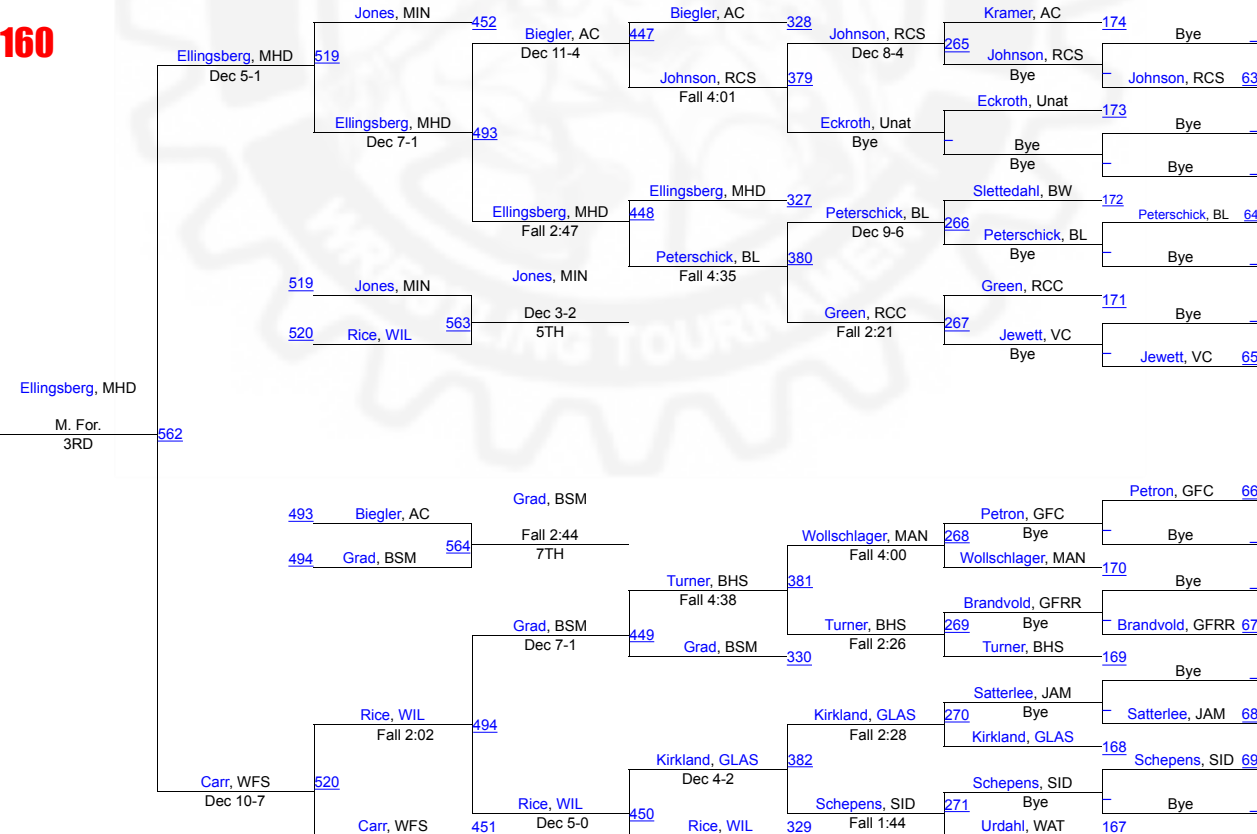 160
Jones, MIN
452
Biegler, AC
328
Kramer, AC
174
Ellingsberg, MHD
519
Dec 5-1
Biegler, AC
447
Dec 11-4
Johnson, RCS
265
Dec 8-4
Bye
Johnson, RCS
Bye
Johnson, RCS
379
Fall 4:01
Johnson, RCS 63
Eckroth, Unat
173
Ellingsberg, MHD
493
Dec 7-1
Eckroth, Unat
Bye
Bye
Bye
Bye
Bye
Ellingsberg, MHD
327
Slettedahl, BW
172
Ellingsberg, MHD
448
Fall 2:47
Peterschick, BL
266
Dec 9-6
Peterschick, BL 64
Peterschick, BL
Bye
Peterschick, BL
380
Fall 4:35
Bye
519
Jones, MIN
Jones, MIN
Green, RCC
171
563
Dec 3-2
5TH
Green, RCC
267
Fall 2:21
Bye
520
Rice, WIL
Jewett, VC
Bye
Jewett, VC 65
WRESTLING TOURNAMENT
Ellingsberg, MHD
M. For.
3RD
562
Grad, BSM
Petron, GFC 66
493
Biegler, AC
Petron, GFC
Bye
564
Fall 2:44
7TH
Wollschlager, MAN
268
Fall 4:00
Bye
494
Grad, BSM
Wollschlager, MAN
170
Turner, BHS
381
Fall 4:38
Bye
Brandvold, GFRR
Bye
Grad, BSM
449
Dec 7-1
Turner, BHS
269
Fall 2:26
Brandvold, GFRR 67
Grad, BSM
330
Turner, BHS
169
Bye
Satterlee, JAM
Bye
Rice, WIL
494
Fall 2:02
Kirkland, GLAS
270
Fall 2:28
Satterlee, JAM 68
Kirkland, GLAS
168
Kirkland, GLAS
382
Dec 4-2
Schepens, SID 69
Carr, WFS
520
Dec 10-7
Schepens, SID
Bye
Rice, WIL
450
Dec 5-0
Schepens, SID
271
Fall 1:44
Bye
Carr, WFS
451
Rice, WIL
329
Urdahl, WAT
167